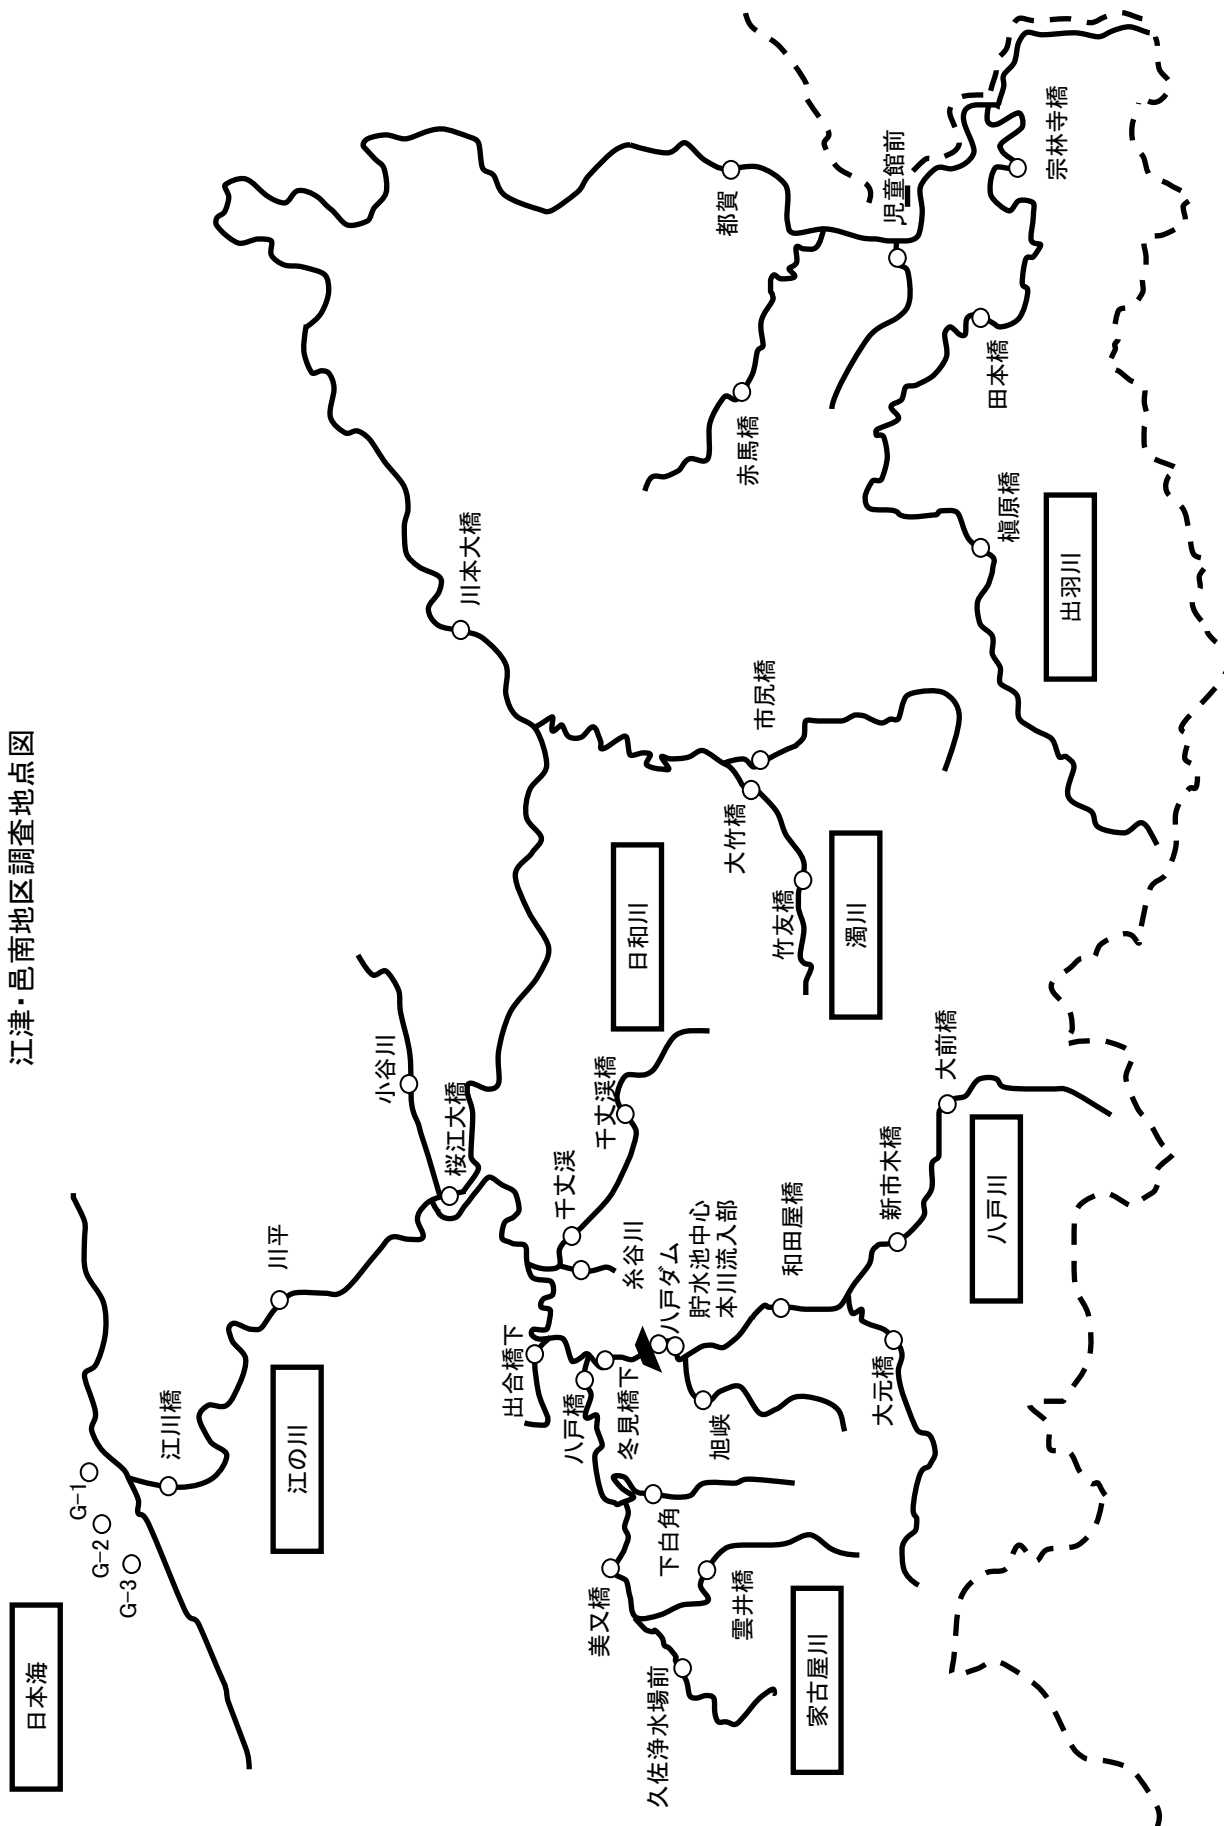 江津・邑南地区調査地点図
日本海
G-1
G-2
G-3
江川橋
江の川
川平
小谷川
桜江大橋
川本大橋
都賀
児童館前
宗林寺橋
赤馬橋
田本橋
槇原橋
出羽川
市尻橋
大竹橋
竹友橋
濁川
日和川
千丈渓橋
千丈渓
糸谷川
八戸ダム
貯水池中心
本川流入部
和田屋橋
新市木橋
大前橋
八戸川
大元橋
旭峡
出合橋下
八戸橋
冬見橋下
下白角
美又橋
雲井橋
久佐浄水場前
家古屋川